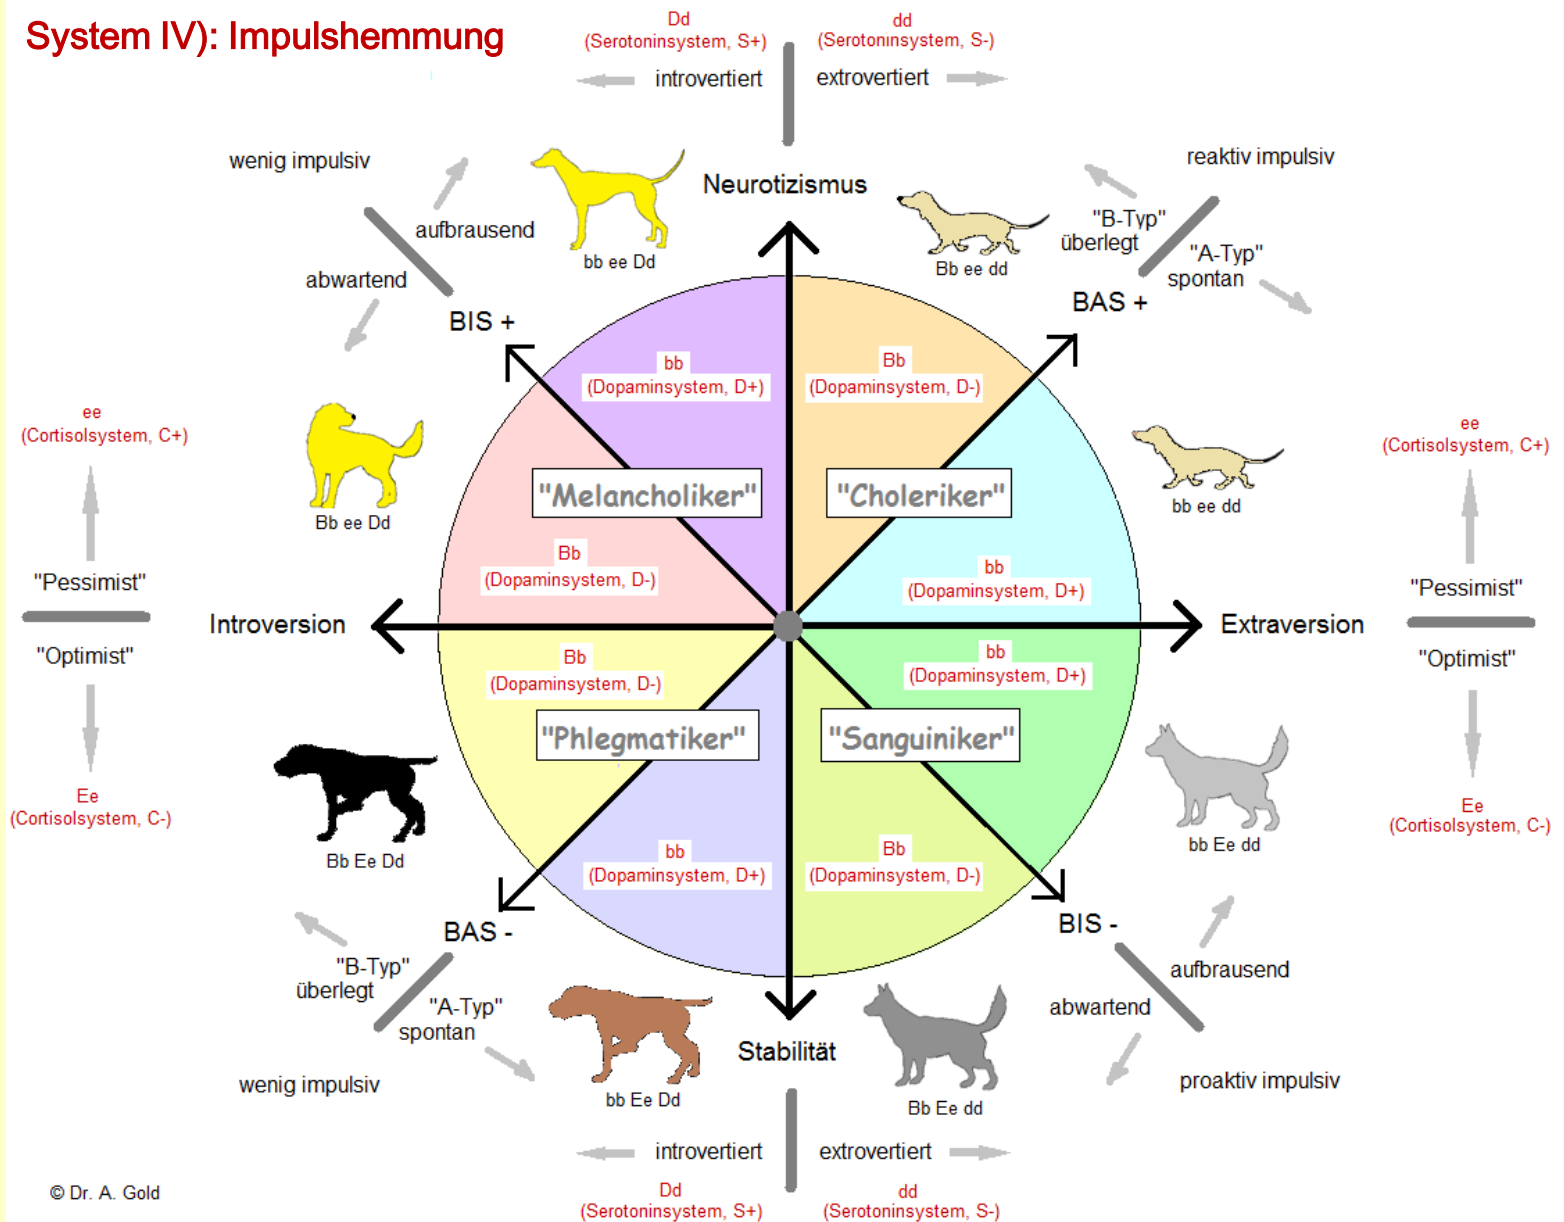 System IV): Impulshemmung
Dd
(Serotoninsystem, S+)
introvertiert
dd
(Serotoninsystem, S-)
extrovertiert
wenig impulsiv
aufbrausend
abwartend
BIS +
bb ee Dd
Neurotizismus
Bb ee dd
reaktiv impulsiv
"B-Typ"
überlegt
"A-Typ"
spontan
BAS +
bb
(Dopaminsystem, D+)
Bb
(Dopaminsystem, D-)
ee
(Cortisolsystem, C+)
Bb ee Dd
"Melancholiker"
"Choleriker"
bb ee dd
ee
(Cortisolsystem, C+)
Bb
(Dopaminsystem, D-)
bb
(Dopaminsystem, D+)
"Pessimist"
"Optimist"
Introversion
Extraversion
"Pessimist"
"Optimist"
Bb
(Dopaminsystem, D-)
bb
(Dopaminsystem, D+)
"Phlegmatiker"
"Sanguiniker"
Ee
(Cortisolsystem, C-)
Bb Ee Dd
bb Ee dd
Ee
(Cortisolsystem, C-)
bb
(Dopaminsystem, D+)
Bb
(Dopaminsystem, D-)
BAS -
"B-Typ"
überlegt
"A-Typ"
spontan
wenig impulsiv
BIS -
aufbrausend
abwartend
proaktiv impulsiv
bb Ee Dd
Stabilität
Bb Ee dd
introvertiert
Dd
(Serotoninsystem, S+)
extrovertiert
dd
(Serotoninsystem, S-)
© Dr. A. Gold